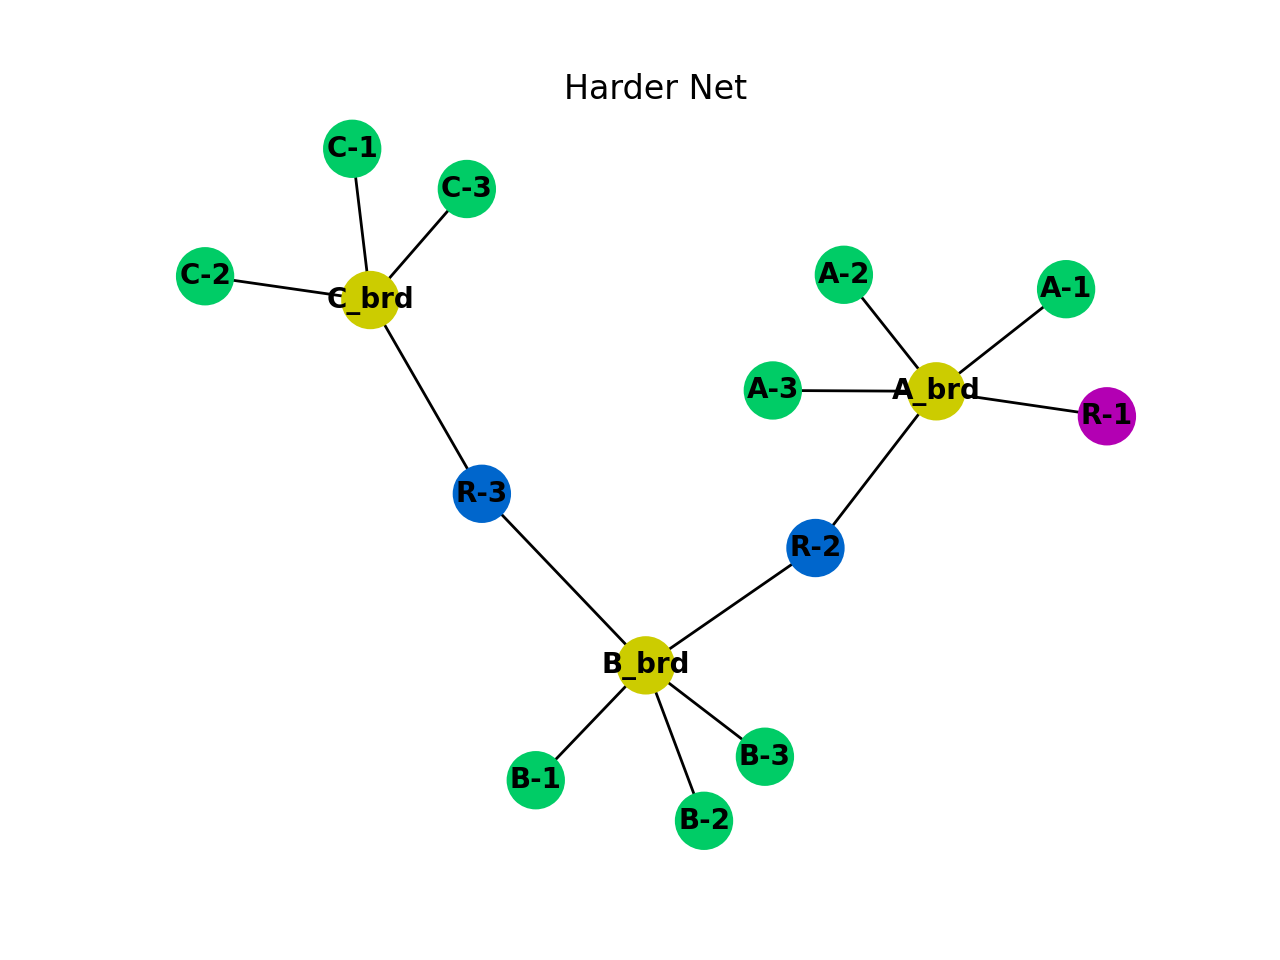 Harder Net
C-1
C-3
C-2
C_brd
A-2
A-1
A-3
A_brd
R-1
R-3
R-2
B_brd
B-3
B-1
B-2